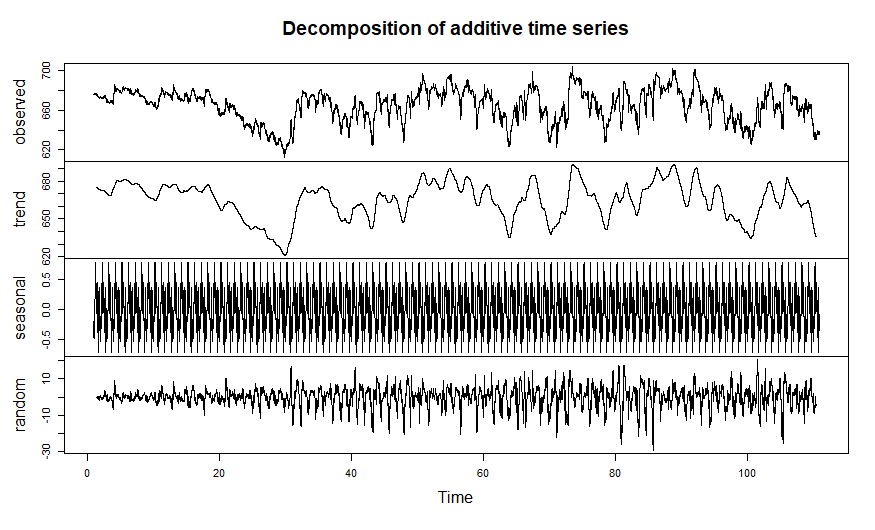 Decomposition of additive time series
observed
620 660 700
trend
620 650 680
seasonal
-0.5 0.0 0.5
random
-30 -10 10
0 20 40 60 80 100
Time